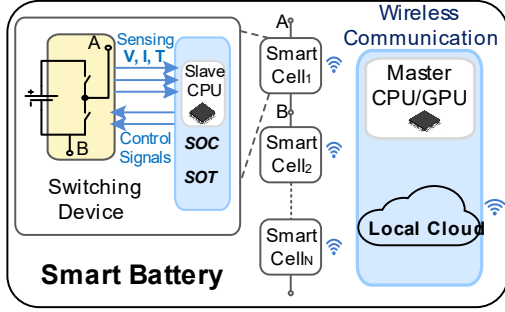 A
Sensing
V, I, T
Slave
CPU
B
Control
Signals
SOC
SOT
Switching
Device
Smart Battery
A
Smart
Cell1
B
Smart
Cell2
Smart
CellN
Wireless
Communication
Master
CPU/GPU
Local Cloud